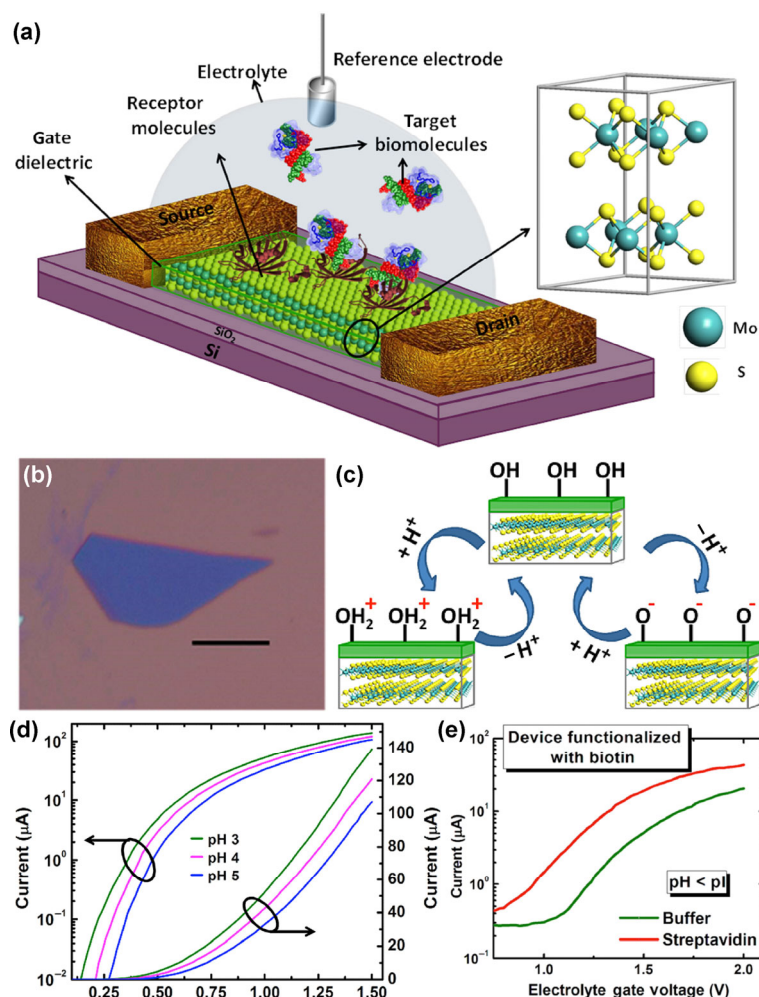 (a)
Reference electrode
Electrolyte
Receptor
molecules
Target
biomolecules
Gate
dielectric
Source
Drain
SiO2
Si
Mo
S
(b)
(c)
OH OH OH
+H+
-H+
OH2+ OH2+ OH2+
O- O- O-
-H+
+H+
(d)
10^2
10^1
10^0
10^-1
10^-2
Current (µA)
pH 3
pH 4
pH 5
140
120
100
80
60
40
20
0
Current (µA)
0.25 0.50 0.75 1.00 1.25 1.50
(e)
Device functionalized
with biotin
10^2
10^1
10^0
10^-1
Current (µA)
pH < pI
Buffer
Streptavidin
1.0 1.5 2.0
Electrolyte gate voltage (V)